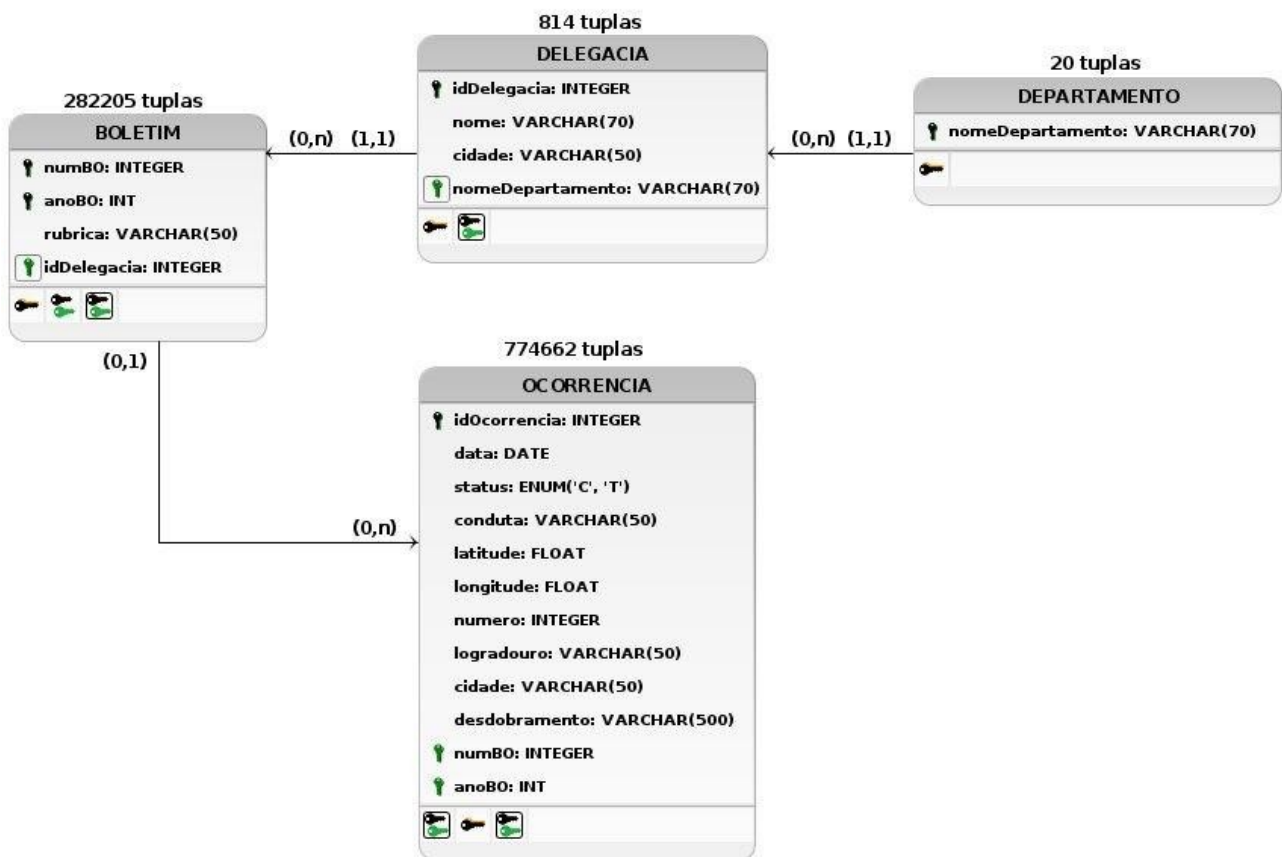 814 tuplas
DELEGACIA
idDelegacia: INTEGER
nome: VARCHAR(70)
cidade: VARCHAR(50)
nomeDepartamento: VARCHAR(70)
20 tuplas
DEPARTAMENTO
nomeDepartamento: VARCHAR(70)
282205 tuplas
BOLETIM
numBO: INTEGER
anoBO: INT
rubrica: VARCHAR(50)
idDelegacia: INTEGER
(0,n) (1,1)
(0,n) (1,1)
(0,1)
(0,n)
774662 tuplas
OCORRENCIA
idOcorrencia: INTEGER
data: DATE
status: ENUM('C', 'T')
conduta: VARCHAR(50)
latitude: FLOAT
longitude: FLOAT
numero: INTEGER
logradouro: VARCHAR(50)
cidade: VARCHAR(50)
desdobramento: VARCHAR(500)
numBO: INTEGER
anoBO: INT